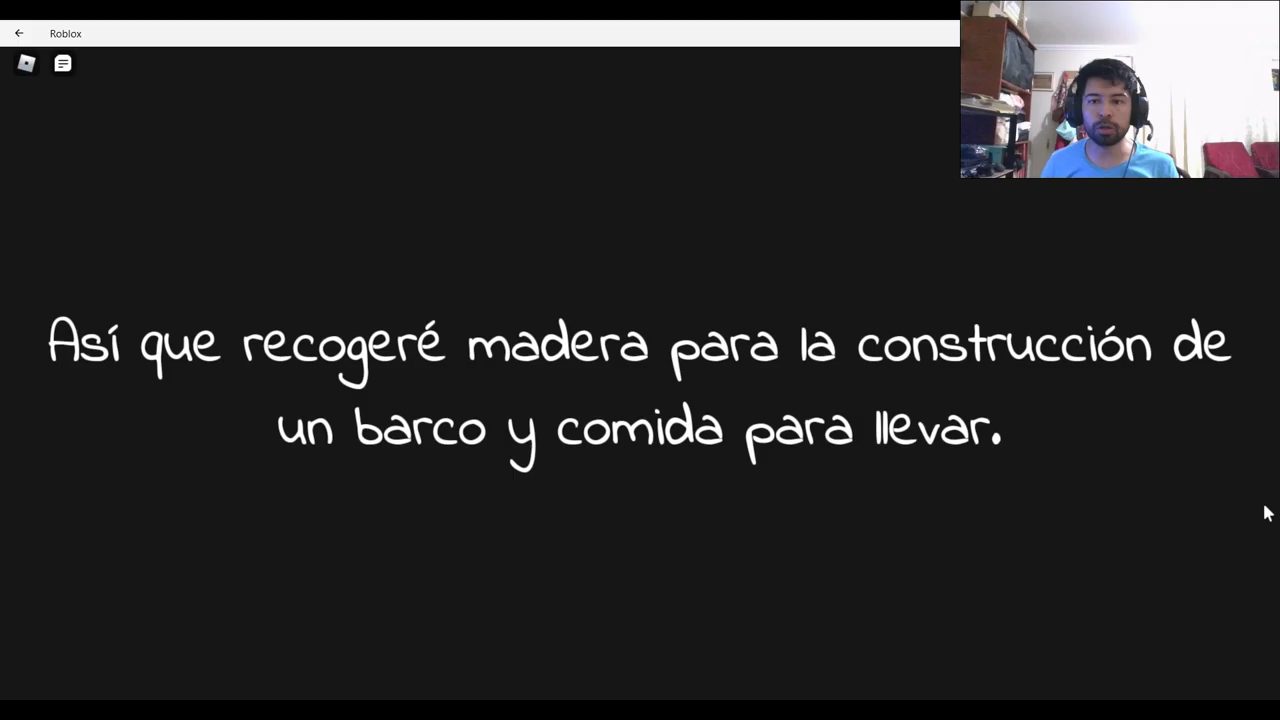 Roblox
Así que recogeré madera para la construcción de
un barco y comida para llevar.